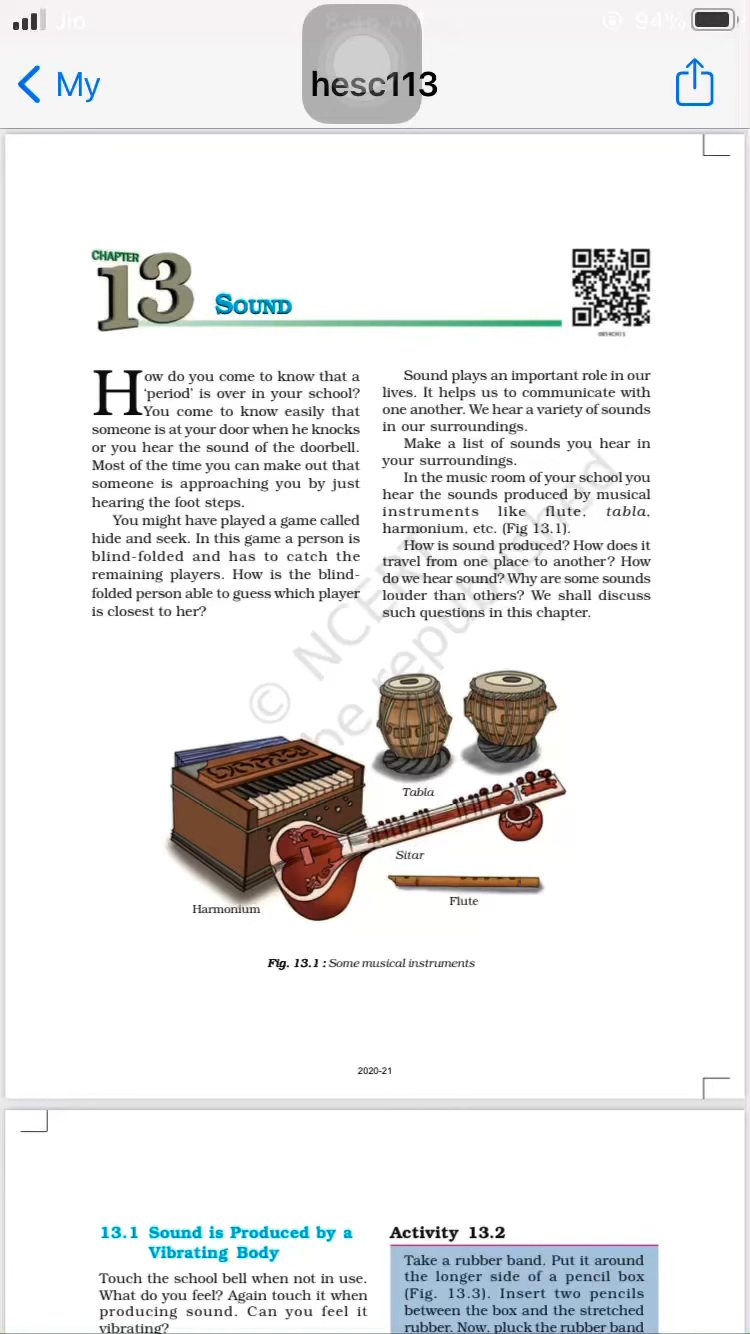 Jio
94%
My
hesc113
CHAPTER
13
SOUND
How do you come to know that a
'period' is over in your school?
You come to know easily that
someone is at your door when he knocks
or you hear the sound of the doorbell.
Most of the time you can make out that
someone is approaching you by just
hearing the foot steps.
You might have played a game called
hide and seek. In this game a person is
blind-folded and has to catch the
remaining players. How is the blind-
folded person able to guess which player
is closest to her?
Sound plays an important role in our
lives. It helps us to communicate with
one another. We hear a variety of sounds
in our surroundings.
Make a list of sounds you hear in
your surroundings.
In the music room of your school you
hear the sounds produced by musical
instruments like flute, tabla,
harmonium, etc. (Fig 13.1).
How is sound produced? How does it
travel from one place to another? How
do we hear sound? Why are some sounds
louder than others? We shall discuss
such questions in this chapter.
© NCERT
be republished
Tabla
Sitar
Flute
Harmonium
Fig. 13.1 : Some musical instruments
2020-21
13.1 Sound is Produced by a
Vibrating Body
Touch the school bell when not in use.
What do you feel? Again touch it when
producing sound. Can you feel it
vibrating?
Activity 13.2
Take a rubber band. Put it around
the longer side of a pencil box
(Fig. 13.3). Insert two pencils
between the box and the stretched
rubber. Now, pluck the rubber band